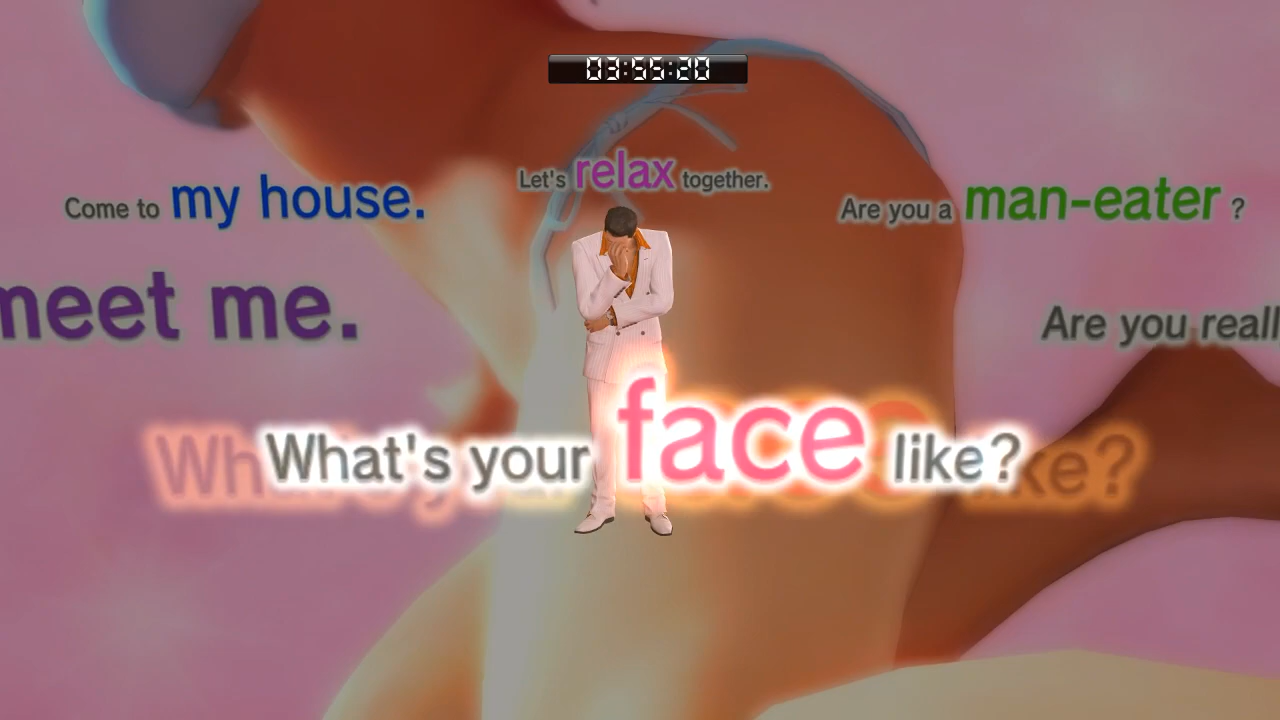 03:55:20
Let's relax together.
Come to my house.
Are you a man-eater ?
meet me.
Are you reall
What's your face like?